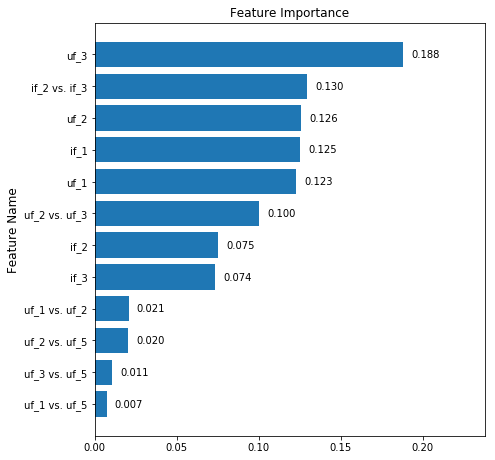 Feature Importance
Feature Name
uf_3 0.188
if_2 vs. if_3 0.130
uf_2 0.126
if_1 0.125
uf_1 0.123
uf_2 vs. uf_3 0.100
if_2 0.075
if_3 0.074
uf_1 vs. uf_2 0.021
uf_2 vs. uf_5 0.020
uf_3 vs. uf_5 0.011
uf_1 vs. uf_5 0.007
0.00 0.05 0.10 0.15 0.20